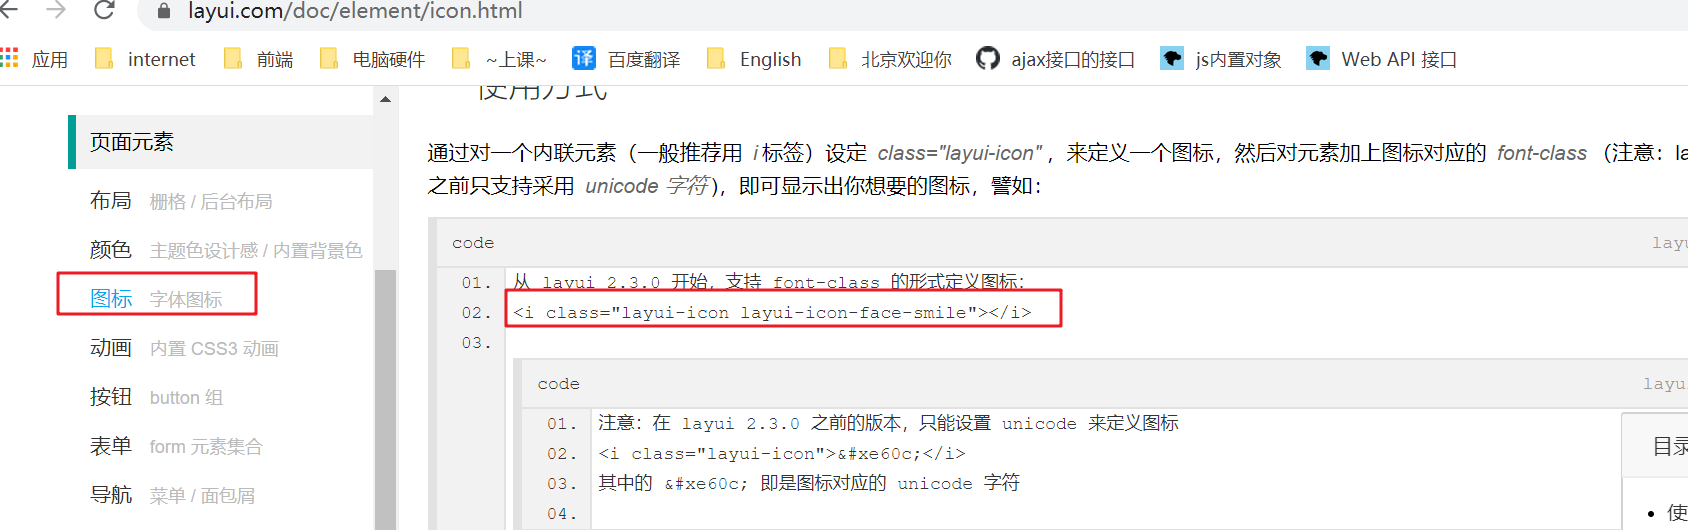 layui.com/doc/element/icon.html
应用 internet 前端 电脑硬件 ~上课~ 译 百度翻译 English 北京欢迎你 ajax接口的接口 js内置对象 Web API 接口
页面元素
布局 栅格 / 后台布局
颜色 主题色设计感 / 内置背景色
图标 字体图标
动画 内置 CSS3 动画
按钮 button 组
表单 form 元素集合
导航 菜单 / 面包屑
使用方式
通过对一个内联元素（一般推荐用 i 标签）设定 class="layui-icon" ，来定义一个图标，然后对元素加上图标对应的 font-class （注意：la
之前只支持采用 unicode 字符），即可显示出你想要的图标，譬如：
code layu
01. 从 layui 2.3.0 开始，支持 font-class 的形式定义图标：
02. <i class="layui-icon layui-icon-face-smile"></i>
03.
code layu
01. 注意：在 layui 2.3.0 之前的版本，只能设置 unicode 来定义图标
02. <i class="layui-icon">&#xe60c;</i>
03. 其中的 &#xe60c; 即是图标对应的 unicode 字符
04.
目录
使